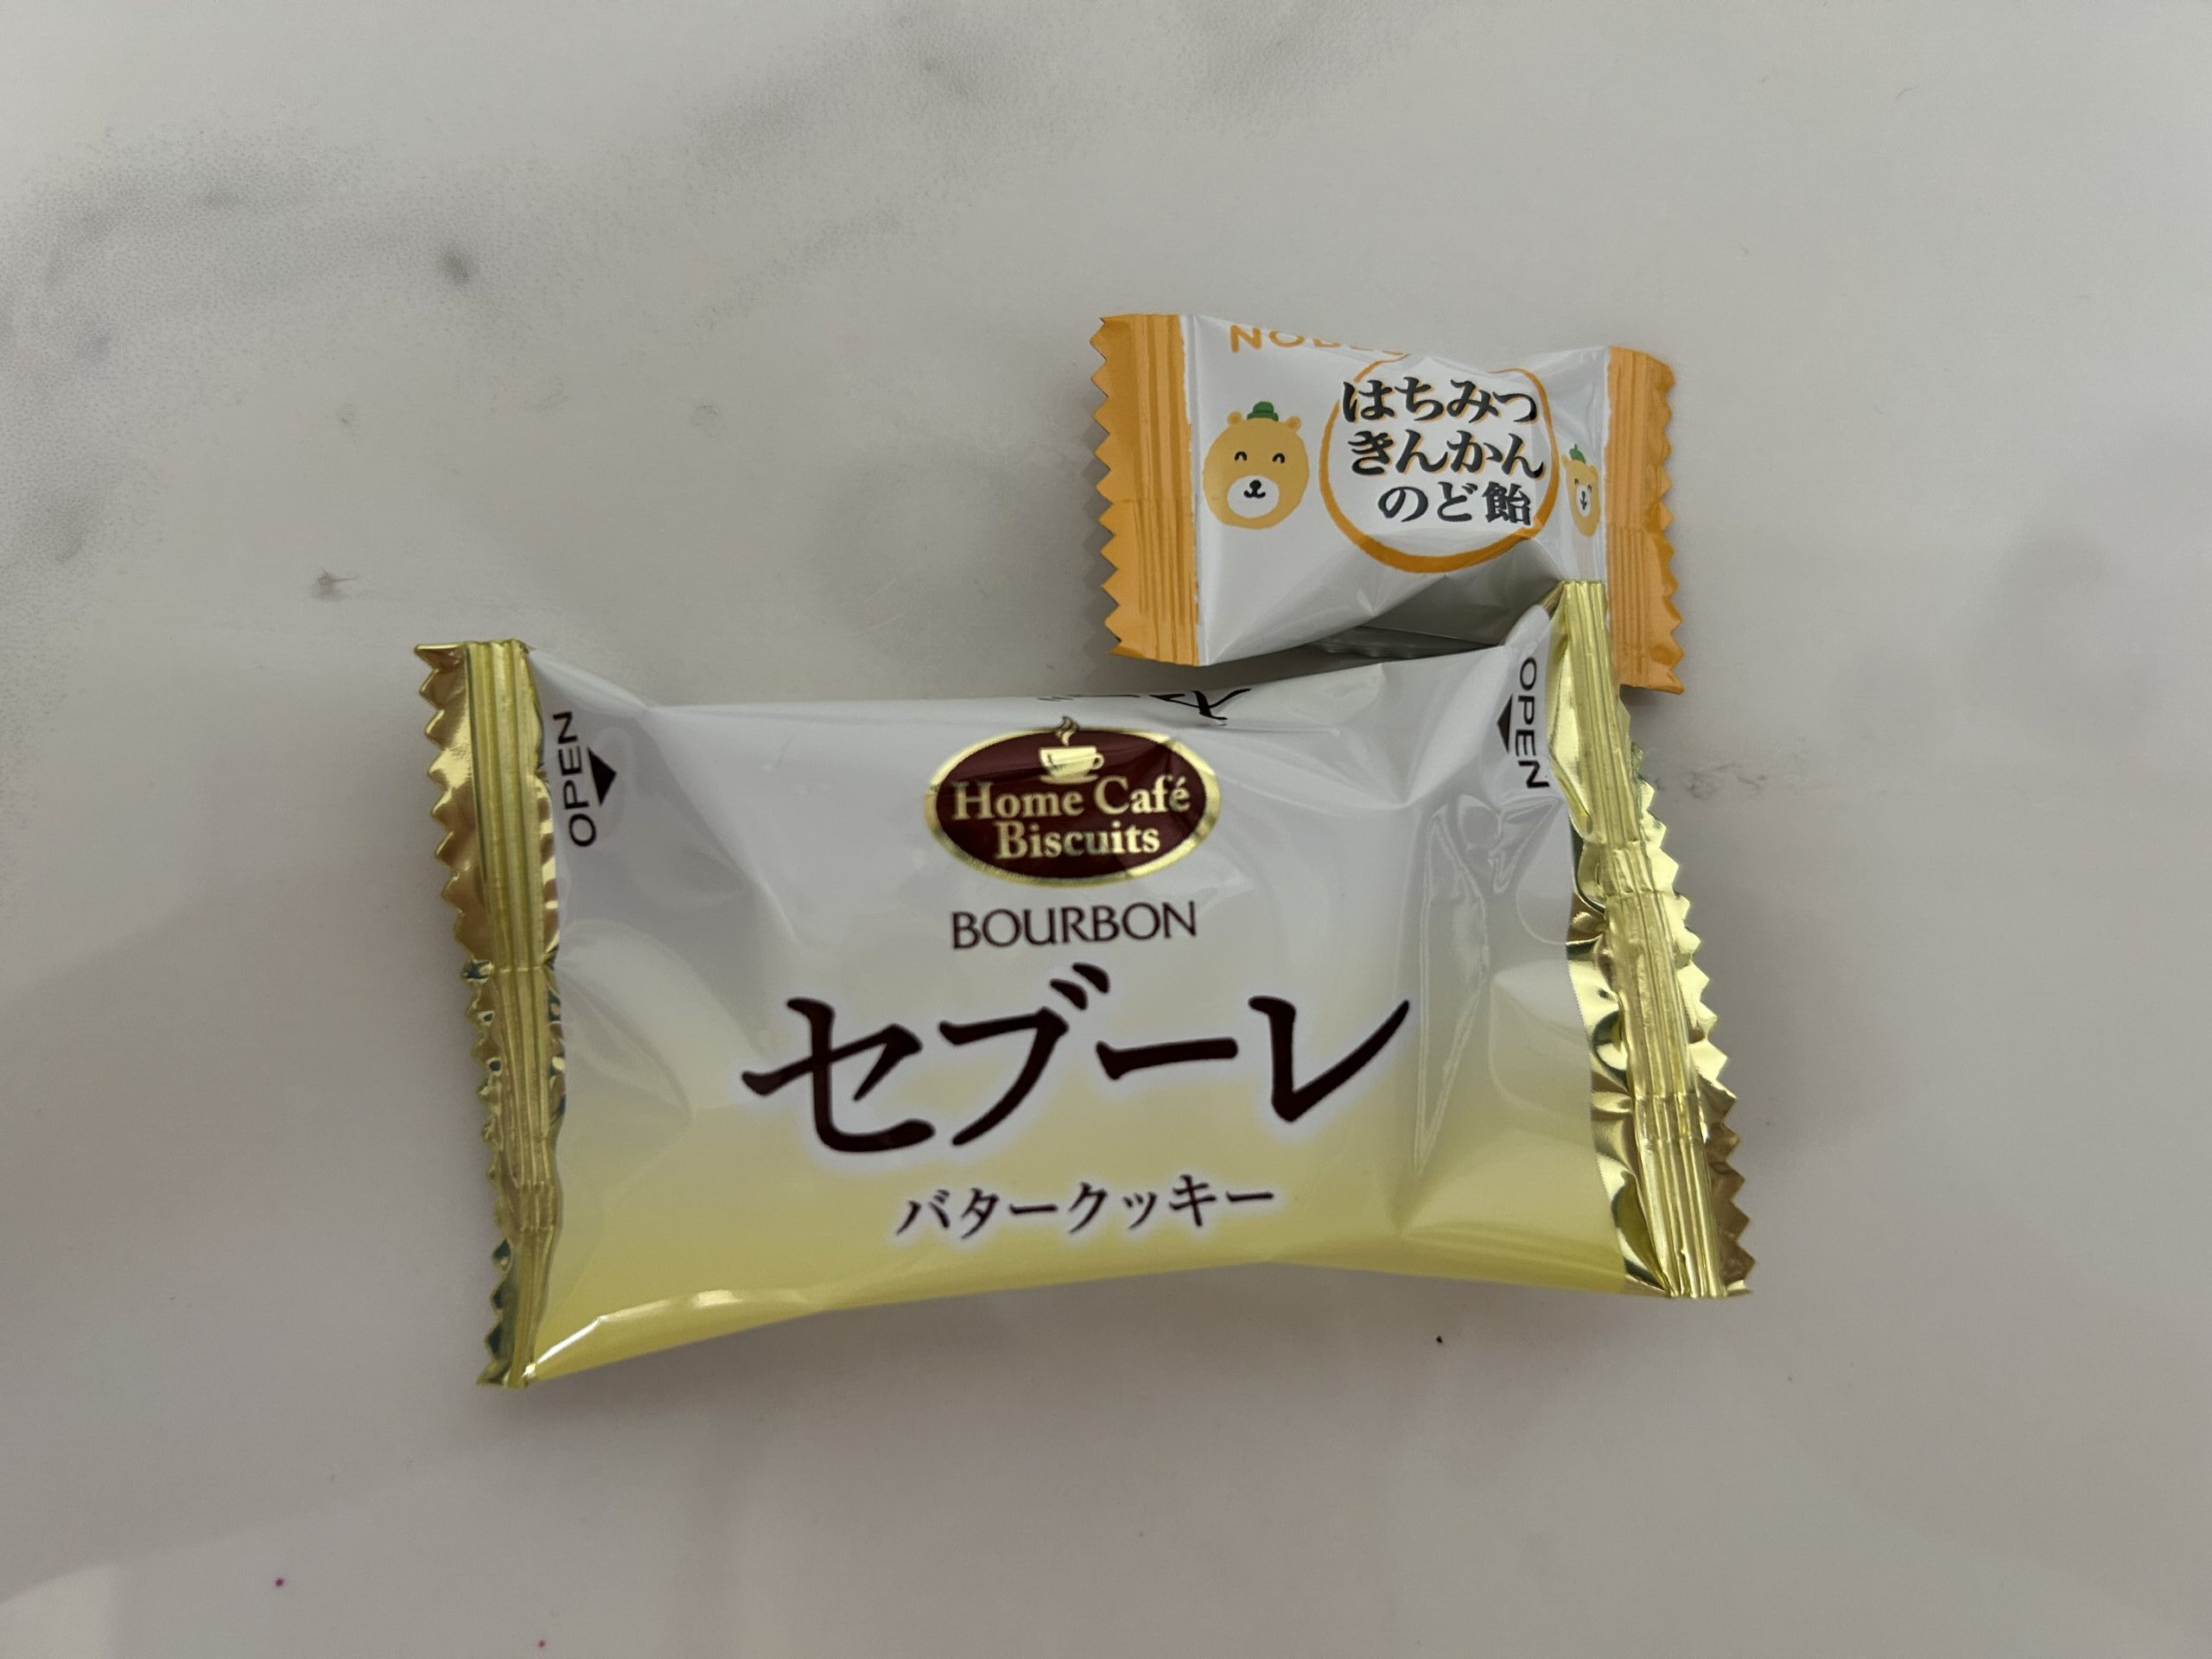 はちみつ
きんかん
のど飴
OPEN
OPEN
Home Café
Biscuits
BOURBON
セブーレ
バタークッキー